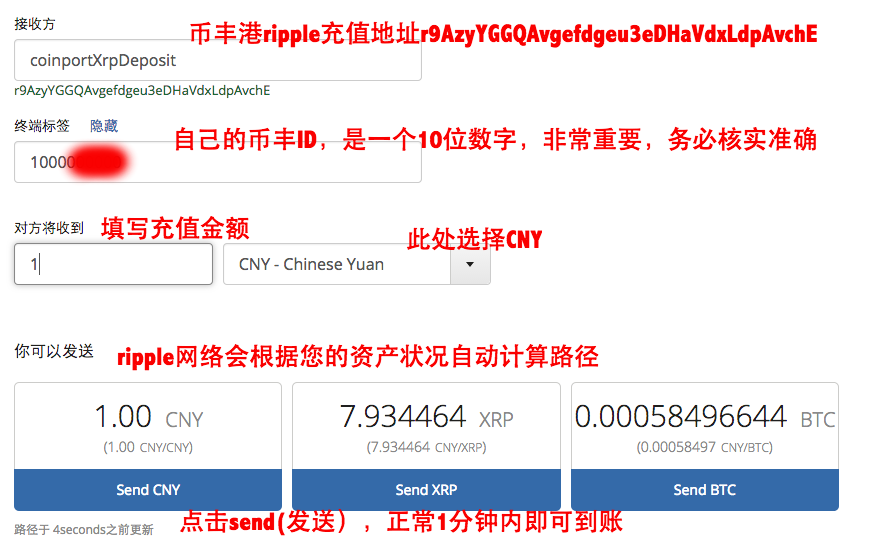 接收方
币丰港ripple充值地址r9AzyYGGQAvgefdgeu3eDHaVdxLdpAvchE
coinportXrpDeposit
r9AzyYGGQAvgefdgeu3eDHaVdxLdpAvchE
终端标签 隐藏
自己的币丰ID，是一个10位数字，非常重要，务必核实准确
10000
对方将收到 填写充值金额
此处选择CNY
1
CNY - Chinese Yuan
你可以发送 ripple网络会根据您的资产状况自动计算路径
1.00 CNY 7.934464 XRP 0.00058496644 BTC
(1.00 CNY/CNY) (7.934464 CNY/XRP) (0.00058497 CNY/BTC)
Send CNY Send XRP Send BTC
路径于 4seconds之前更新 点击send(发送），正常1分钟内即可到账